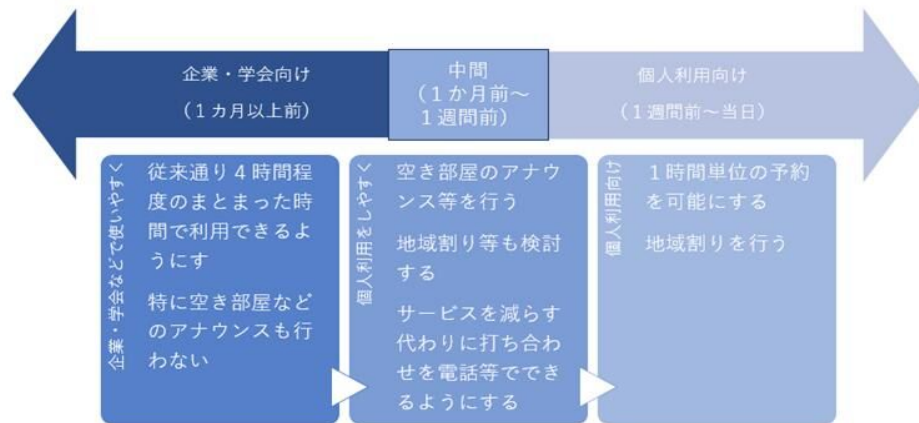 企業・学会向け
（１カ月以上前）
中間
（１か月前～
１週間前）
個人利用向け
（１週間前～当日）
企業・学会などで使いやすく
従来通り４時間程
度のまとまった時
間で利用できるよ
うにす
特に空き部屋など
のアナウンスも行
わない
個人利用をしやすく
空き部屋のアナウ
ンス等を行う
地域割り等も検討
する
サービスを減らす
代わりに打ち合わ
せを電話等ででき
るようにする
個人利用向け
１時間単位の予約
を可能にする
地域割りを行う